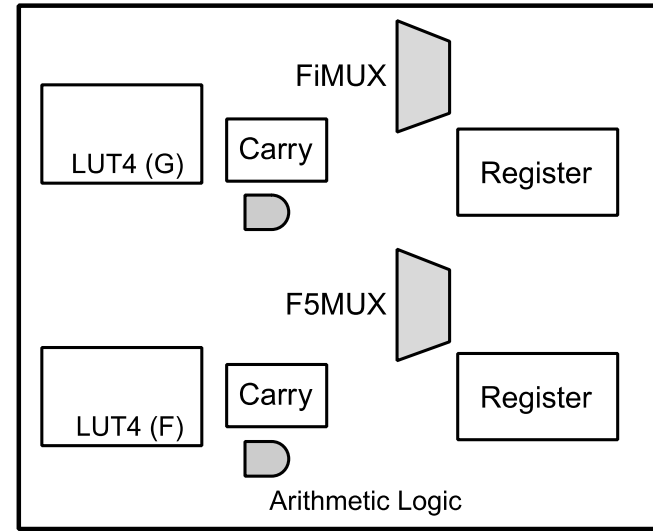 FiMUX
LUT4 (G)
Carry
Register
F5MUX
LUT4 (F)
Carry
Register
Arithmetic Logic